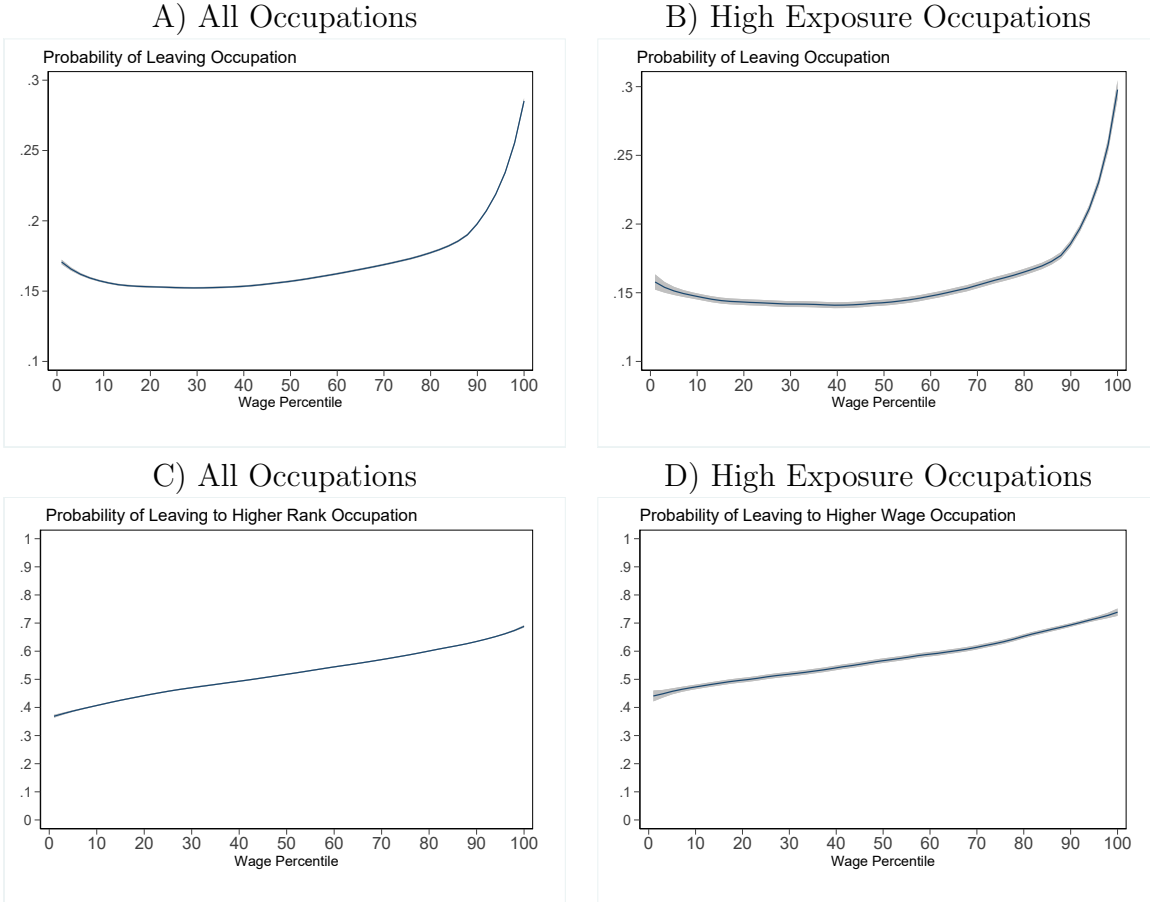 A) All Occupations
B) High Exposure Occupations
Probability of Leaving Occupation
.3
.25
.2
.15
.1
0 10 20 30 40 50 60 70 80 90 100
Wage Percentile
Probability of Leaving Occupation
.3
.25
.2
.15
.1
0 10 20 30 40 50 60 70 80 90 100
Wage Percentile
C) All Occupations
D) High Exposure Occupations
Probability of Leaving to Higher Rank Occupation
1
.9
.8
.7
.6
.5
.4
.3
.2
.1
0
0 10 20 30 40 50 60 70 80 90 100
Wage Percentile
Probability of Leaving to Higher Wage Occupation
1
.9
.8
.7
.6
.5
.4
.3
.2
.1
0
0 10 20 30 40 50 60 70 80 90 100
Wage Percentile